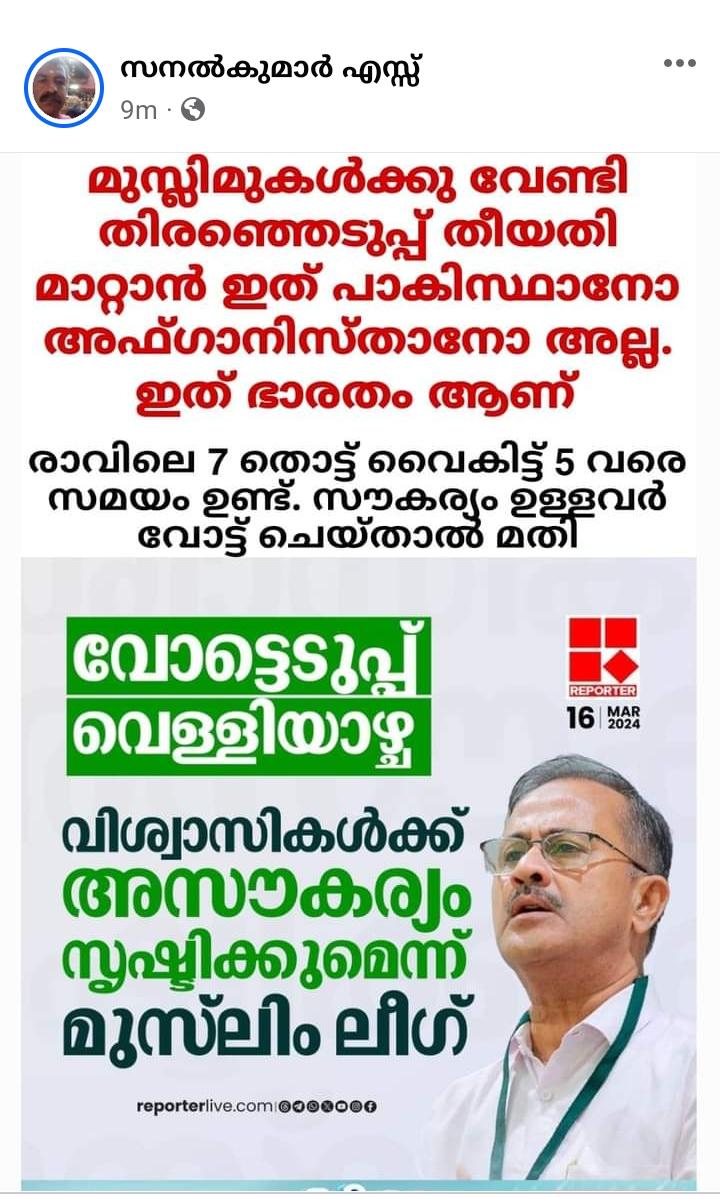 സനൽകുമാർ എസ്സ്
9m ·
മുസ്ലിമുകൾക്കു വേണ്ടി
തിരഞ്ഞെടുപ്പ് തീയതി
മാറ്റാൻ ഇത് പാകിസ്ഥാനോ
അഫ്ഗാനിസ്താനോ അല്ല.
ഇത് ഭാരതം ആണ്
രാവിലെ 7 തൊട്ട് വൈകിട്ട് 5 വരെ
സമയം ഉണ്ട്. സൗകര്യം ഉള്ളവർ
വോട്ട് ചെയ്താൽ മതി
വോട്ടെടുപ്പ്
വെള്ളിയാഴ്ച
REPORTER
16 | MAR
2024
വിശ്വാസികൾക്ക്
അസൗകര്യം
സൃഷ്ടിക്കുമെന്ന്
മുസ്‌ലിം ലീഗ്
reporterlive.com